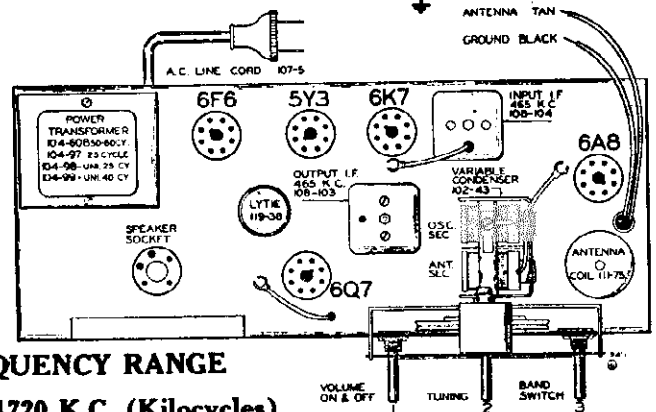 ANTENNA TAN
GROUND BLACK
A.C. LINE CORD 107-5
6F6
5Y3
6K7
INPUT I.F.
465 K.C.
108-104
6A8
POWER
TRANSFORMER
104-60B 50-60CY.
104-97 25 CYCLE
104-98-UNI. 25 CY
104-99-UNI. 40 CY
OUTPUT I.F.
465 K.C.
108-103
VARIABLE
CONDENSER
102-43
LYTIC
119-38
OSC.
SEC
SPEAKER
SOCKET
ANT.
SEC.
ANTENNA
COIL 111-75
6Q7
QUENCY RANGE
1720 K.C. (Kilocycles)
VOLUME
ON & OFF
1
TUNING
2
BAND
SWITCH
3